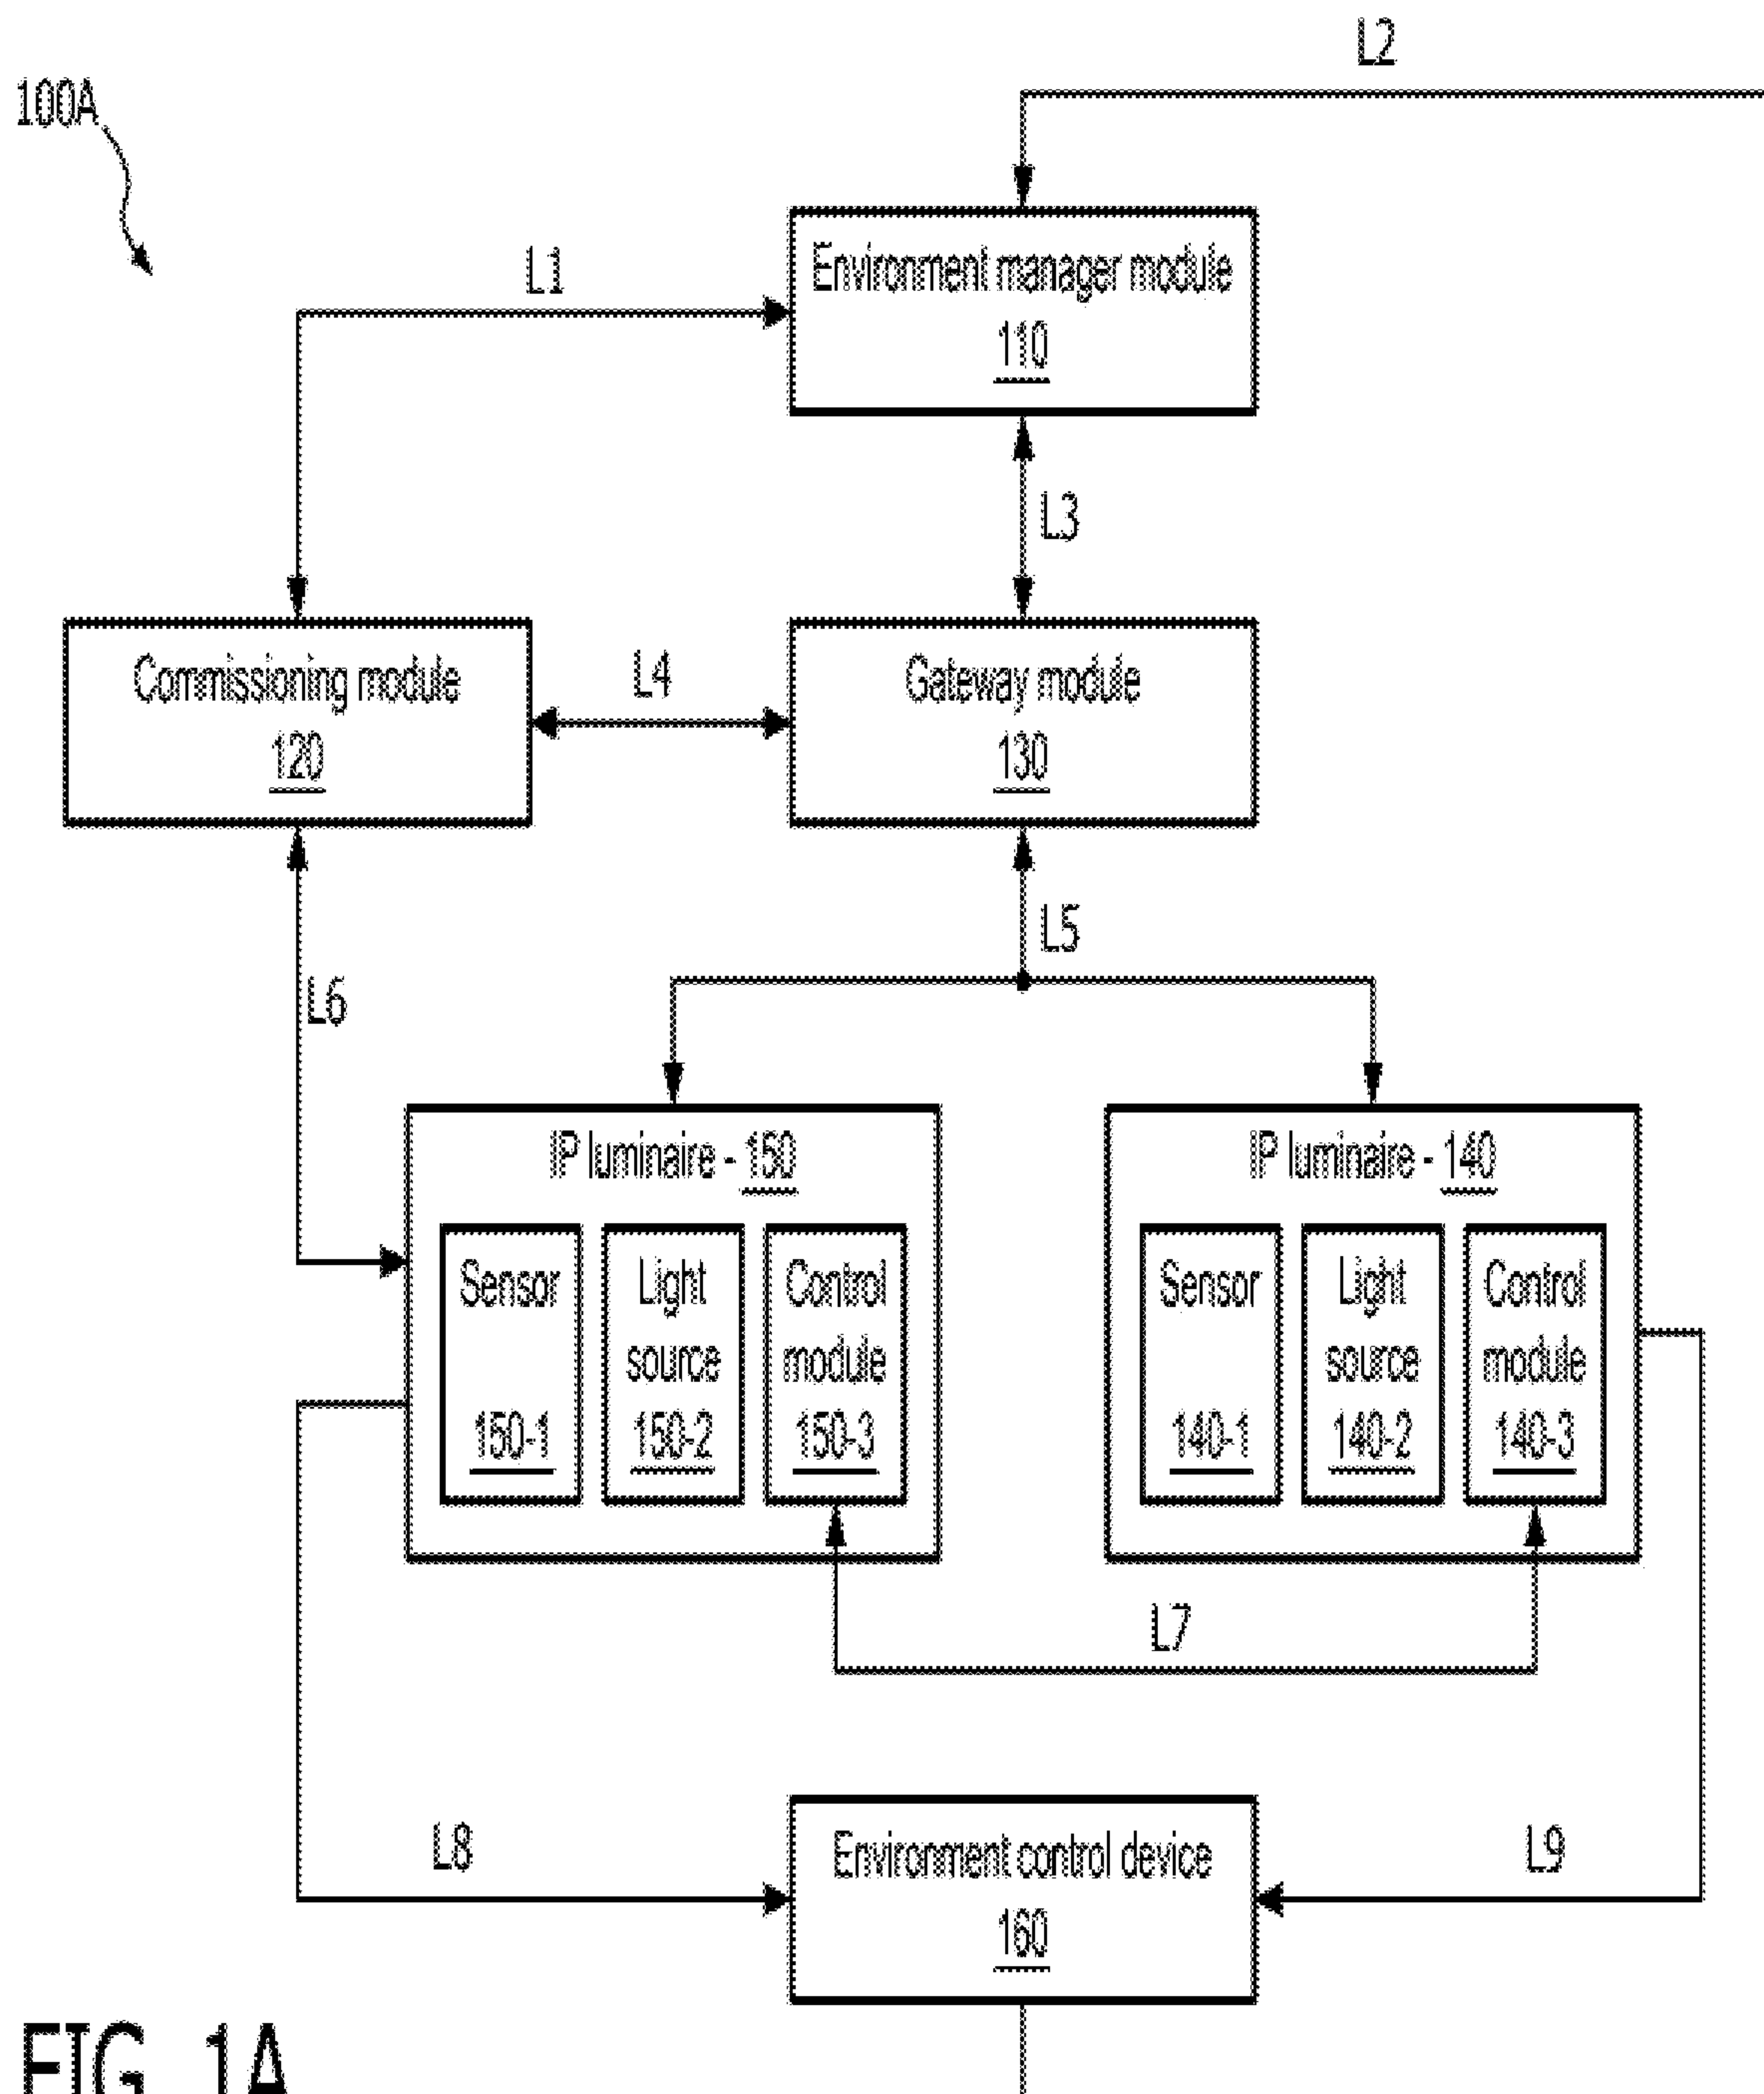 L2
100A
L1
Environment manager module
110
L3
Commissioning module
120
L4
Gateway module
130
L5
L6
IP luminaire - 150
Sensor
150-1
Light
source
150-2
Control
module
150-3
IP luminaire - 140
Sensor
140-1
Light
source
140-2
Control
module
140-3
L7
L8
Environment control device
160
L9
FIG. 1A